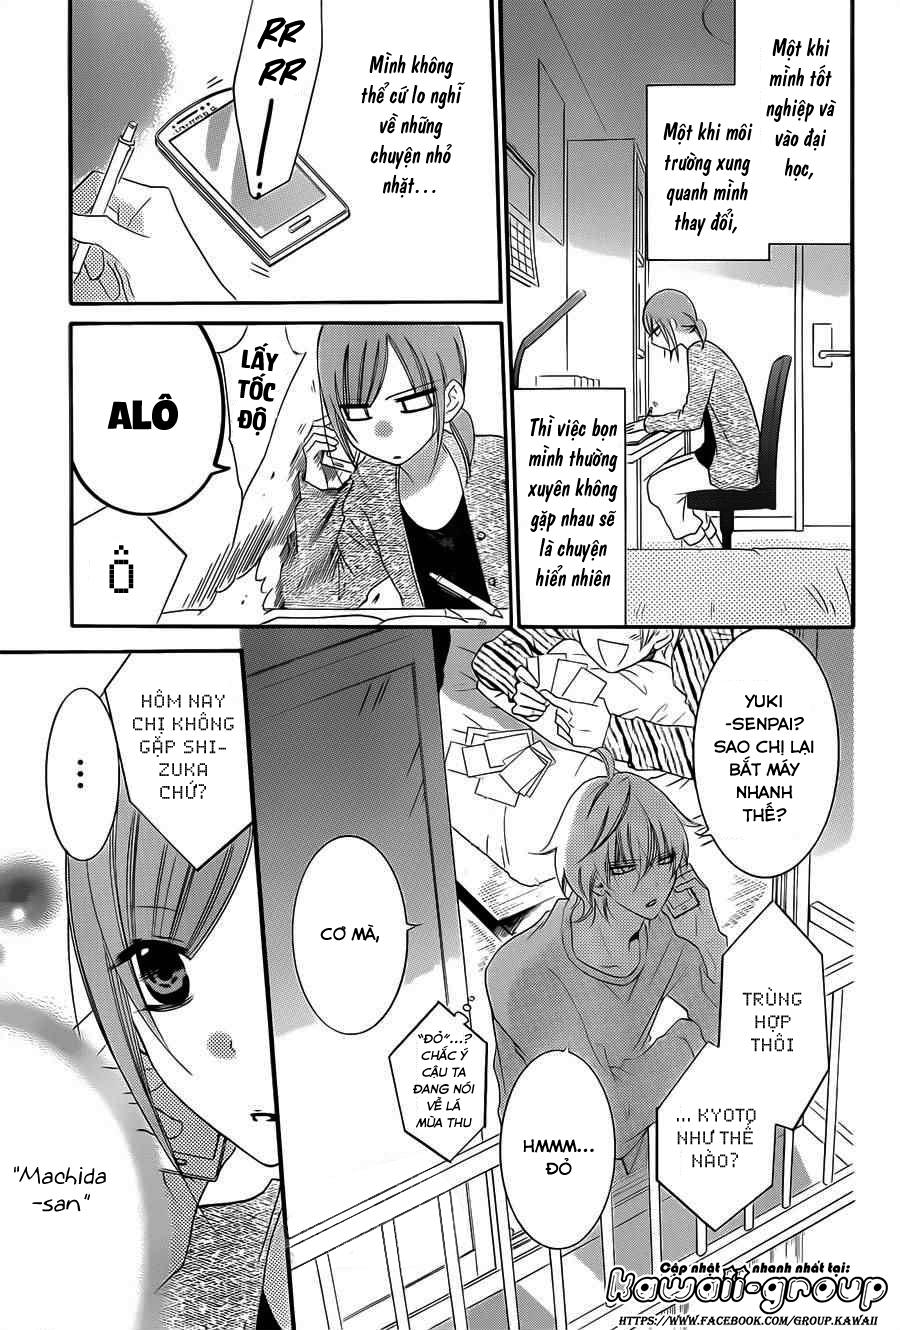 Một khi
mình tốt
nghiệp và
vào đại
học,
Một khi môi
trường xung
quanh mình
thay đổi,
Thì việc bọn
mình thường
xuyên không
gặp nhau sẽ
là chuyện
hiển nhiên
Mình không
thể cứ lo nghĩ
về những
chuyện nhỏ
nhặt...
RR
RR
LẤY
TỐC
ĐỘ
ALÔ
Ô
YUKI
-SENPAI?
SAO CHỊ LẠI
BẮT MÁY
NHANH
THẾ?
TRÙNG
HỢP
THÔI
... KYOTO
NHƯ THẾ
NÀO?
HMMM...
ĐỎ
"ĐỎ"...?
CHẮC Ý
CẬU TA
ĐANG NÓI
VỀ LÁ
MÙA THU
CƠ MÀ,
HÔM NAY
CHỊ KHÔNG
GẶP SHI-
ZUKA
CHỨ?
...
"Machida
-san"
Cập nhật nhanh nhất tại:
kawaii-group
HTTPS://WWW.FACEBOOK.COM/GROUP.KAWAII